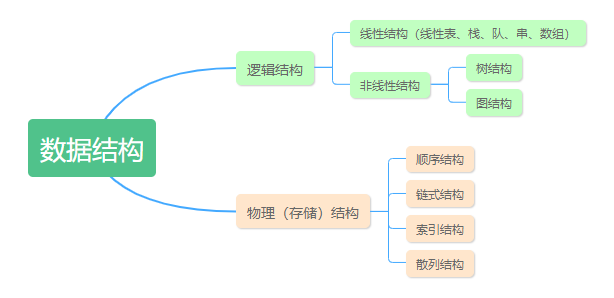 数据结构
逻辑结构
线性结构（线性表、栈、队、串、数组）
非线性结构
树结构
图结构
物理（存储）结构
顺序结构
链式结构
索引结构
散列结构